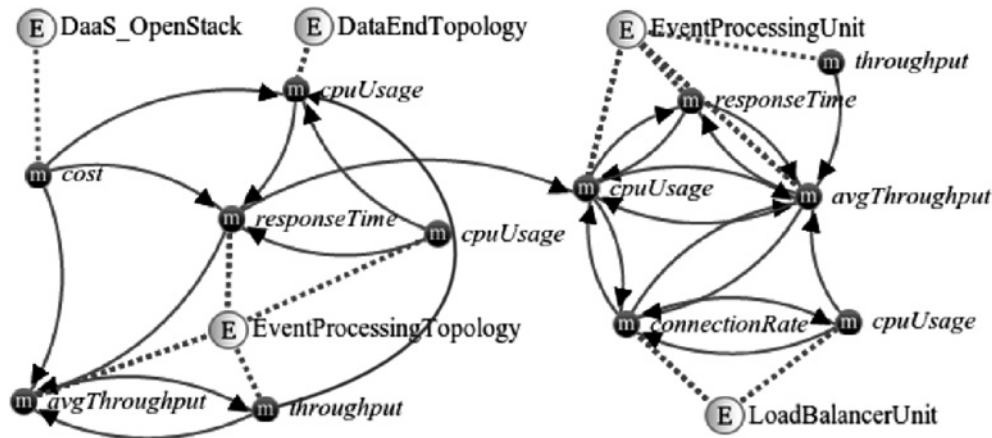 E DaaS_OpenStack
E DataEndTopology
E EventProcessingUnit
m throughput
m cpuUsage
m responseTime
m cost
m cpuUsage
m avgThroughput
m responseTime
m cpuUsage
E EventProcessingTopology
m connectionRate
m cpuUsage
m avgThroughput
m throughput
E LoadBalancerUnit